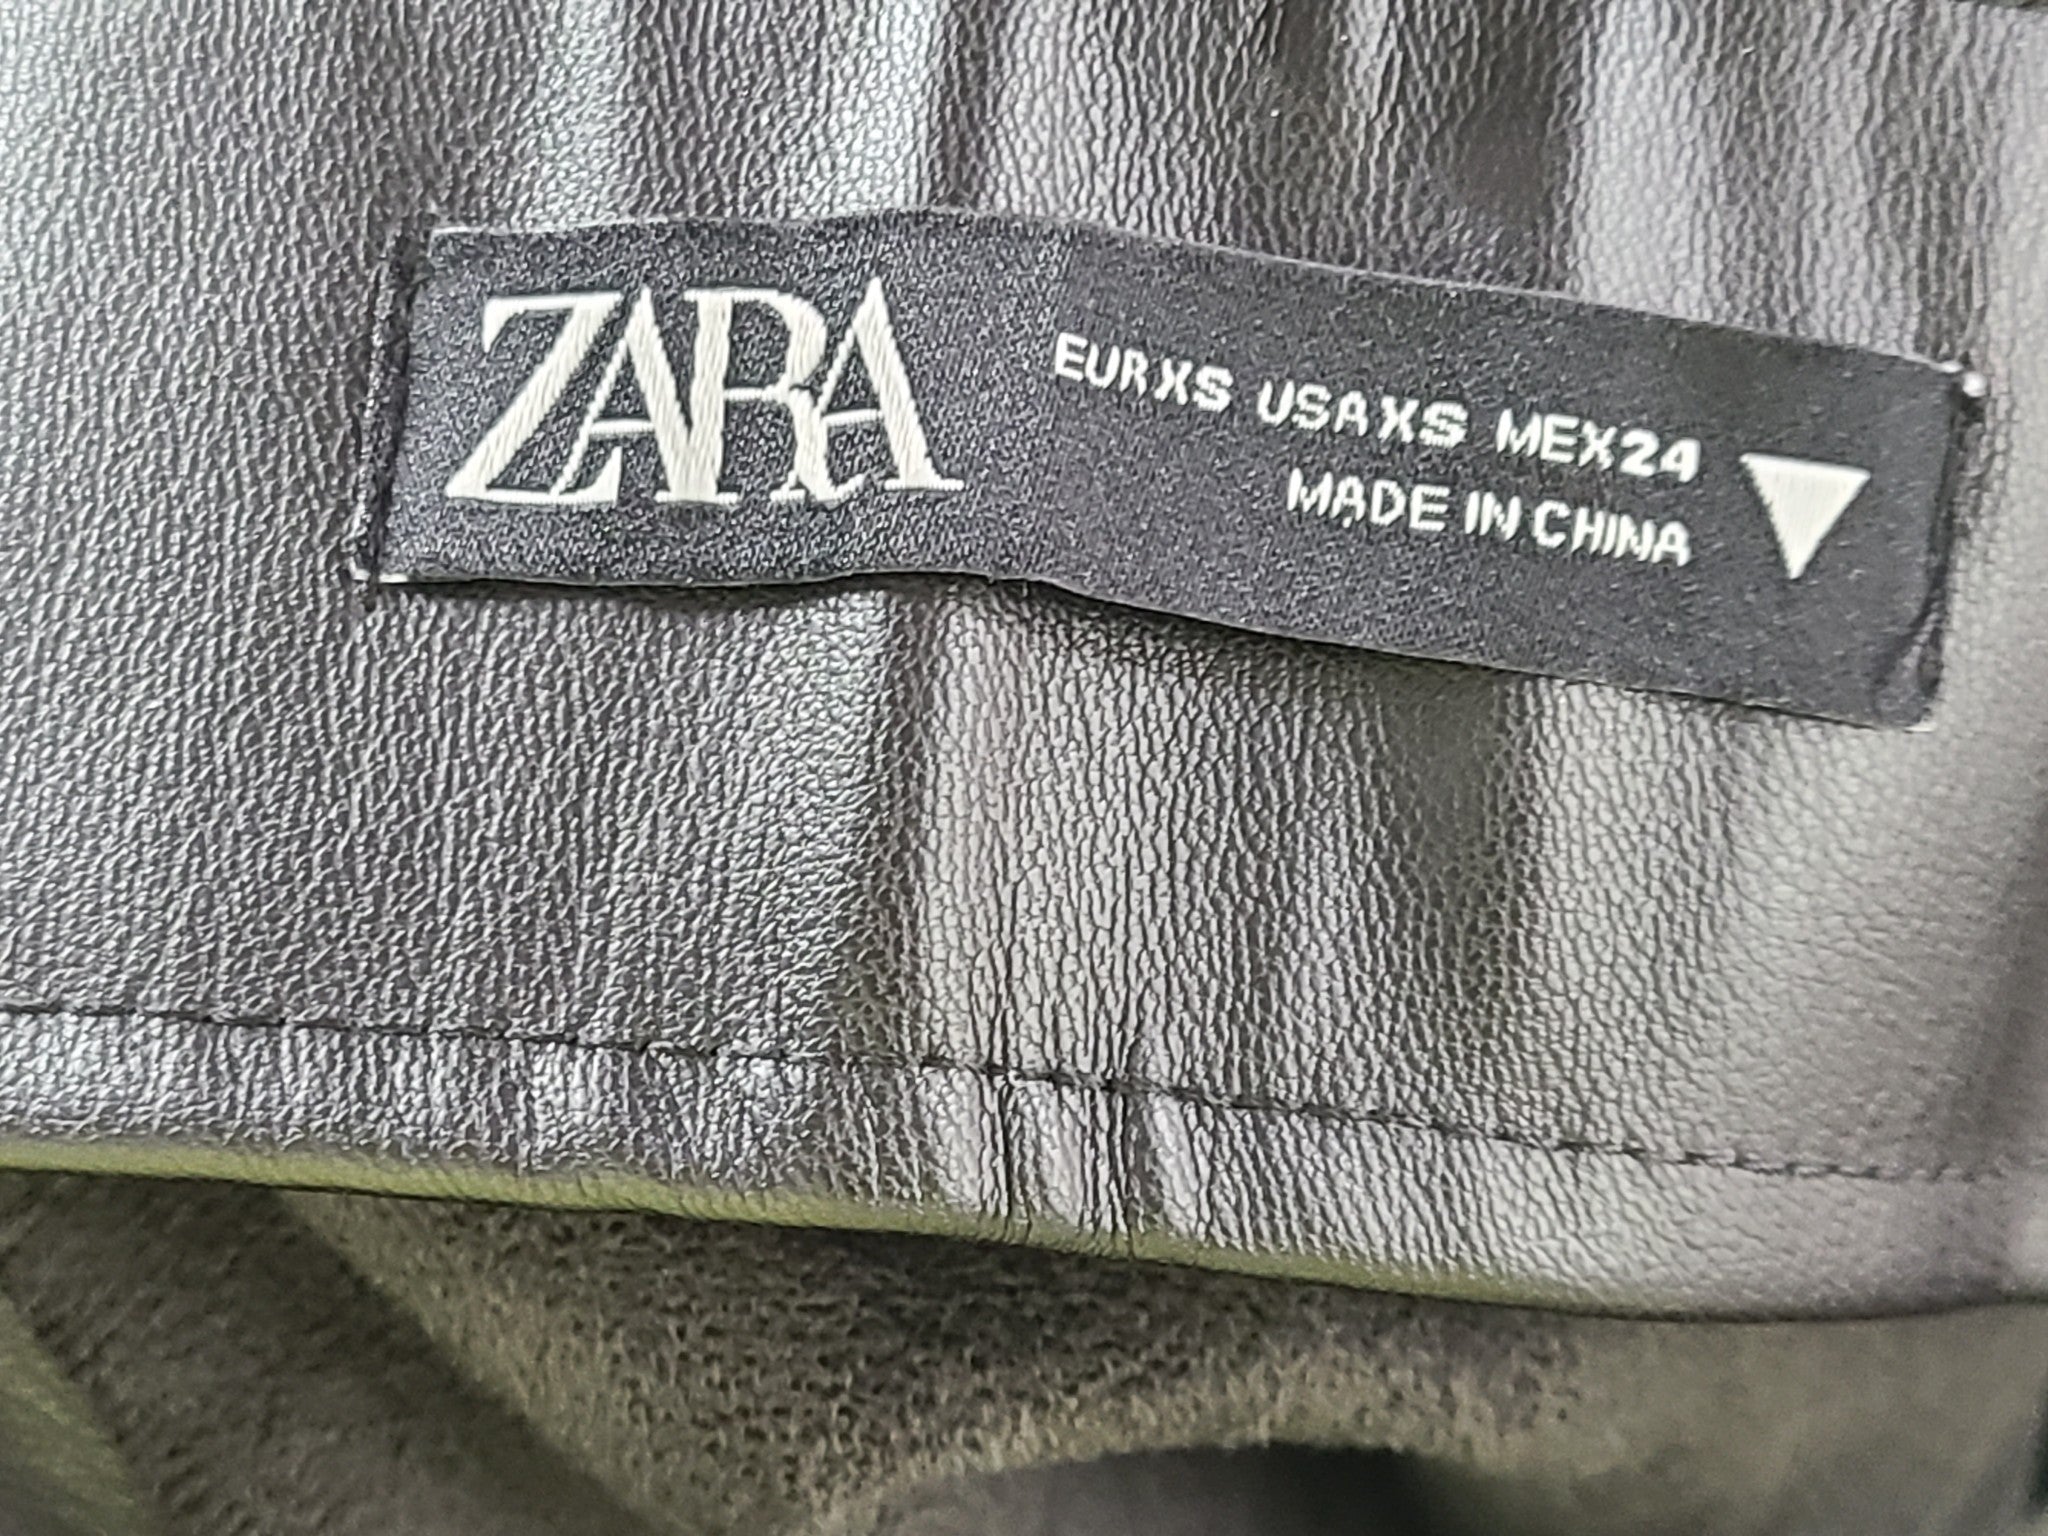 ZARA
EUR XS USA XS MEX 24
MADE IN CHINA